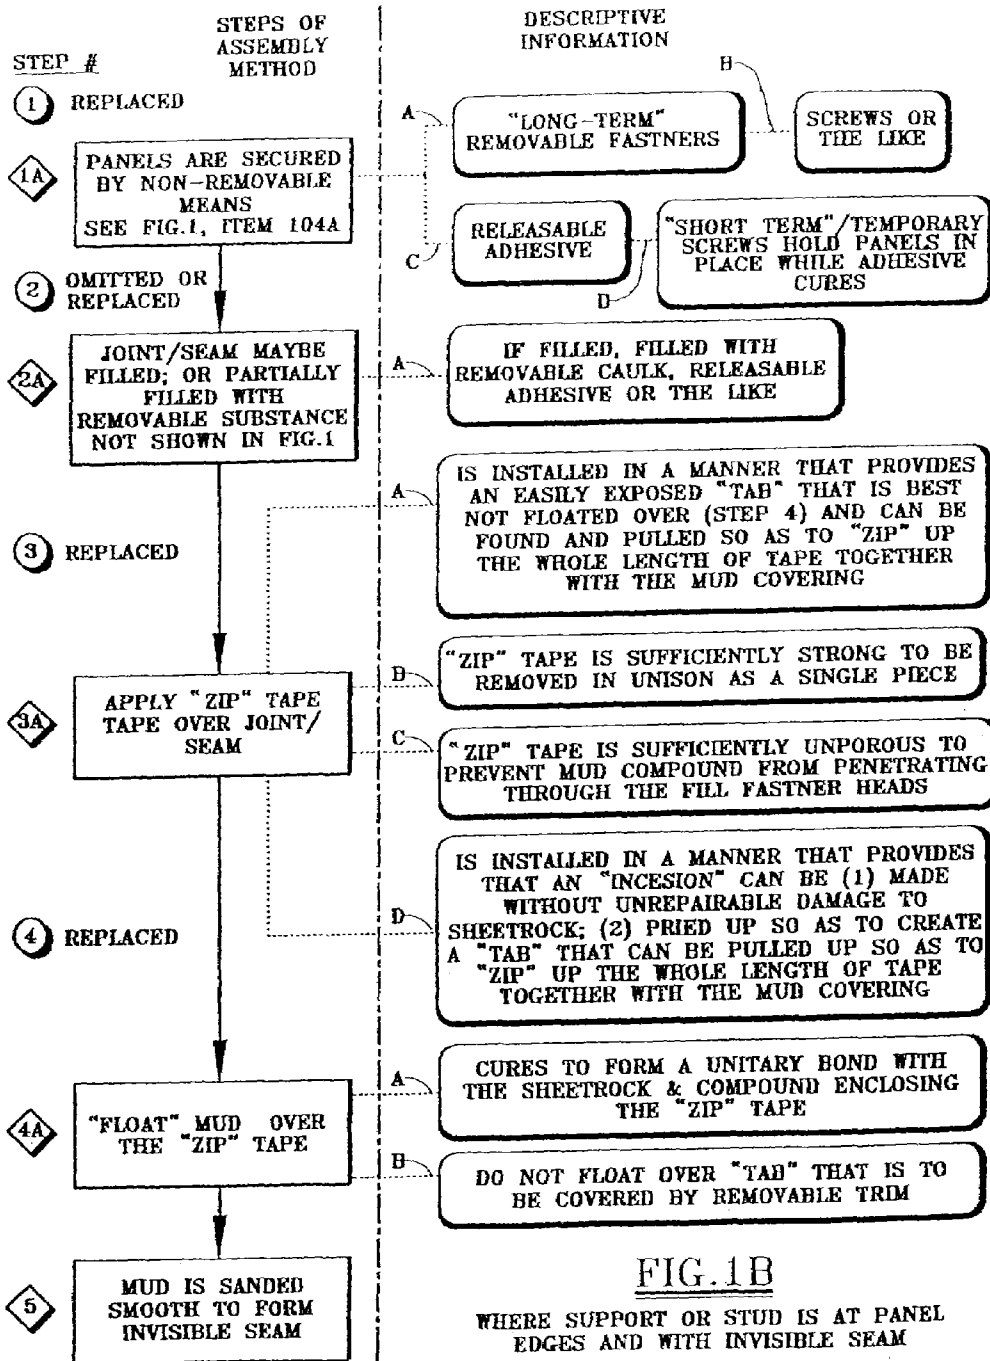 STEPS OF
ASSEMBLY
METHOD
DESCRIPTIVE
INFORMATION
STEP #
1 REPLACED
1A
PANELS ARE SECURED
BY NON-REMOVABLE
MEANS
SEE FIG.1, ITEM 104A
A
"LONG-TERM"
REMOVABLE FASTNERS
B
SCREWS OR
THE LIKE
C
RELEASABLE
ADHESIVE
D
"SHORT TERM"/TEMPORARY
SCREWS HOLD PANELS IN
PLACE WHILE ADHESIVE
CURES
2 OMITTED OR
REPLACED
2A
JOINT/SEAM MAYBE
FILLED; OR PARTIALLY
FILLED WITH
REMOVABLE SUBSTANCE
NOT SHOWN IN FIG.1
A
IF FILLED, FILLED WITH
REMOVABLE CAULK, RELEASABLE
ADHESIVE OR THE LIKE
3 REPLACED
A
IS INSTALLED IN A MANNER THAT PROVIDES
AN EASILY EXPOSED "TAB" THAT IS BEST
NOT FLOATED OVER (STEP 4) AND CAN BE
FOUND AND PULLED SO AS TO "ZIP" UP
THE WHOLE LENGTH OF TAPE TOGETHER
WITH THE MUD COVERING
3A
APPLY "ZIP" TAPE
TAPE OVER JOINT/
SEAM
B
"ZIP" TAPE IS SUFFICIENTLY STRONG TO BE
REMOVED IN UNISON AS A SINGLE PIECE
C
"ZIP" TAPE IS SUFFICIENTLY UNPOROUS TO
PREVENT MUD COMPOUND FROM PENETRATING
THROUGH THE FILL FASTNER HEADS
4 REPLACED
D
IS INSTALLED IN A MANNER THAT PROVIDES
THAT AN "INCESION" CAN BE (1) MADE
WITHOUT UNREPAIRABLE DAMAGE TO
SHEETROCK; (2) PRIED UP SO AS TO CREATE
A "TAB" THAT CAN BE PULLED UP SO AS TO
"ZIP" UP THE WHOLE LENGTH OF TAPE
TOGETHER WITH THE MUD COVERING
4A
"FLOAT" MUD OVER
THE "ZIP" TAPE
A
CURES TO FORM A UNITARY BOND WITH
THE SHEETROCK & COMPOUND ENCLOSING
THE "ZIP" TAPE
B
DO NOT FLOAT OVER "TAB" THAT IS TO
BE COVERED BY REMOVABLE TRIM
5
MUD IS SANDED
SMOOTH TO FORM
INVISIBLE SEAM
FIG.1B
WHERE SUPPORT OR STUD IS AT PANEL
EDGES AND WITH INVISIBLE SEAM